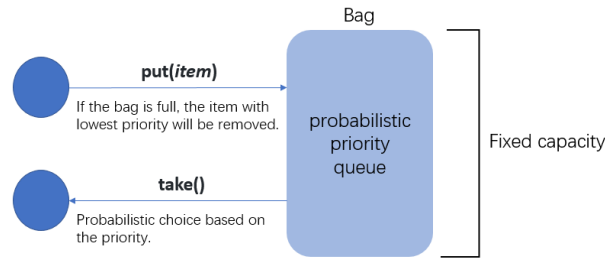 Bag
put(item)
If the bag is full, the item with
lowest priority will be removed.
probabilistic
priority
queue
Fixed capacity
take()
Probabilistic choice based on
the priority.